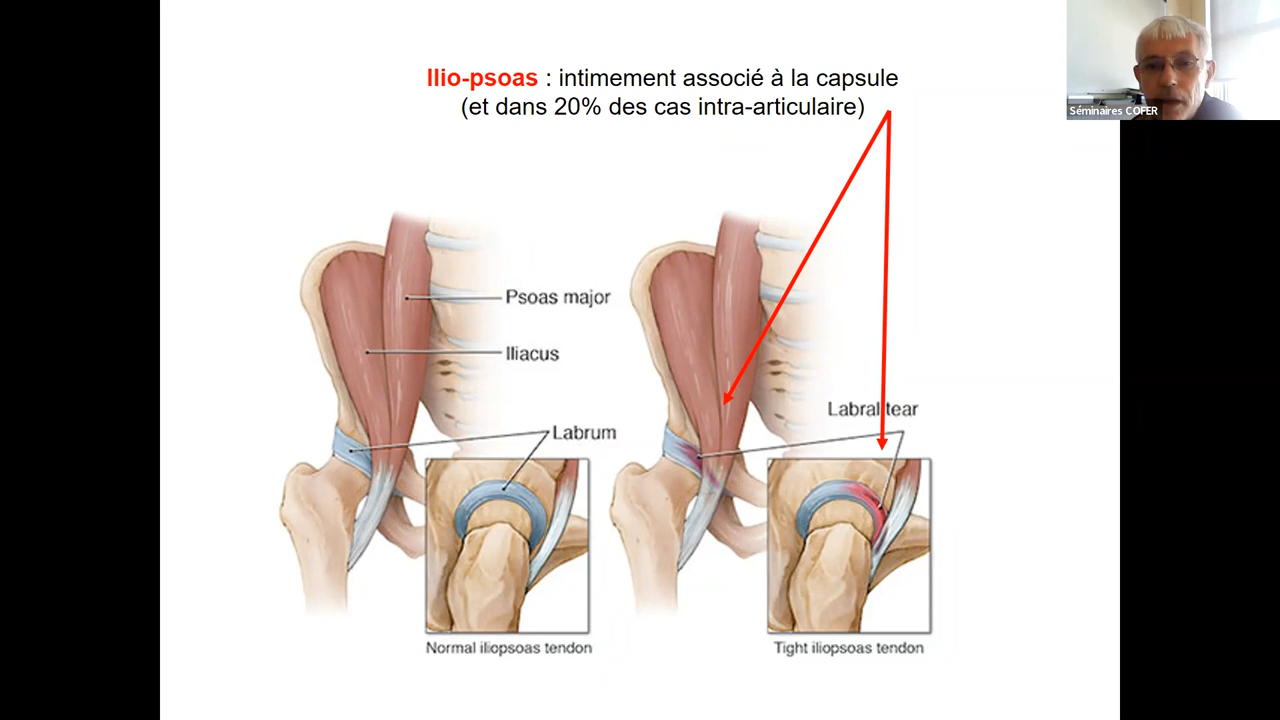 Ilio-psoas : intimement associé à la capsule
(et dans 20% des cas intra-articulaire)
Séminaires COFER
Psoas major
Iliacus
Labrum
Labral tear
Normal iliopsoas tendon
Tight iliopsoas tendon